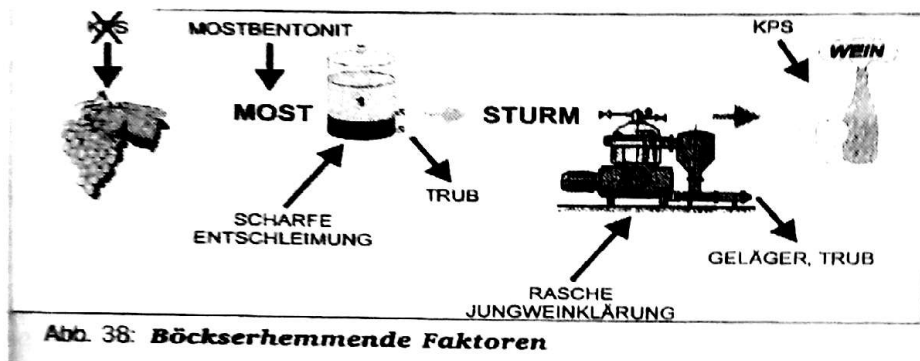 KPS
MOSTBENTONIT
KPS
WEIN
MOST
STURM
TRUB
SCHARFE
ENTSCHLEIMUNG
GELÄGER, TRUB
RASCHE
JUNGWEINKLÄRUNG
Abb. 38: Böckserhemmende Faktoren